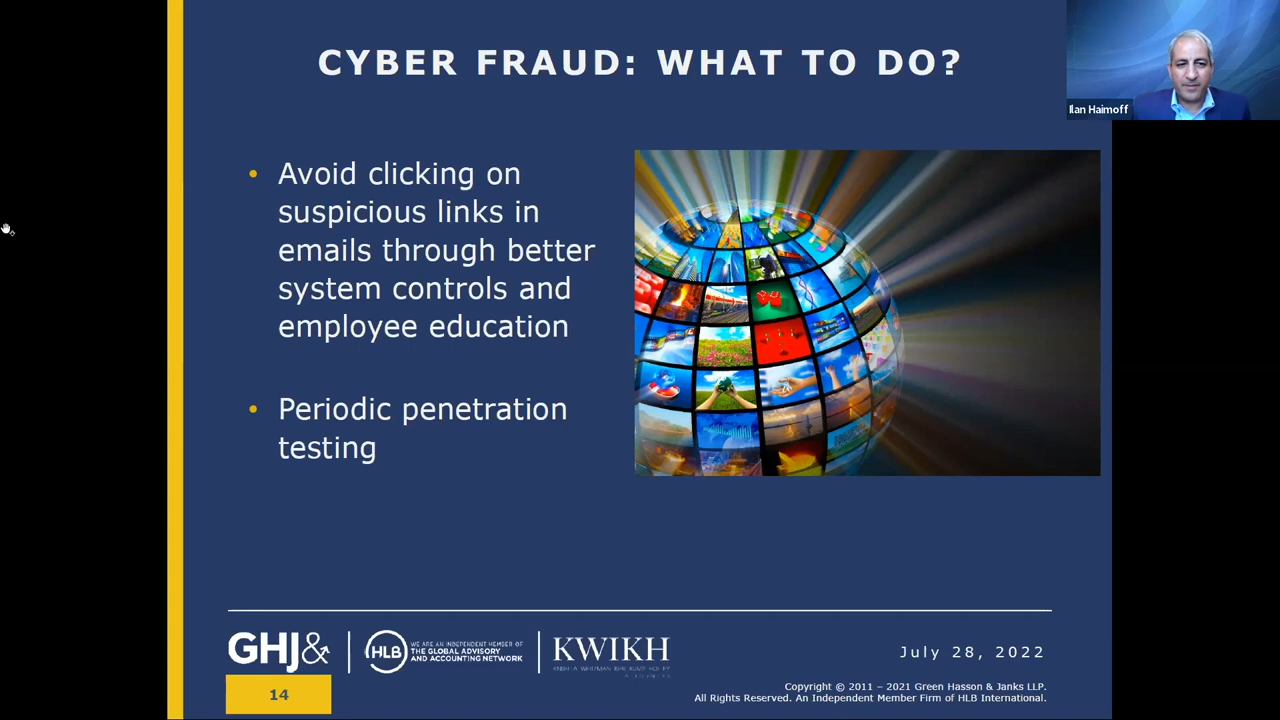 CYBER FRAUD: WHAT TO DO?
Ilan Haimoff
• Avoid clicking on
suspicious links in
emails through better
system controls and
employee education
• Periodic penetration
testing
GHJ&
HLB
WE ARE AN INDEPENDENT MEMBER OF
THE GLOBAL ADVISORY
AND ACCOUNTING NETWORK
KWIKH
July 28, 2022
14
Copyright © 2011 – 2021 Green Hasson & Janks LLP.
All Rights Reserved. An Independent Member Firm of HLB International.